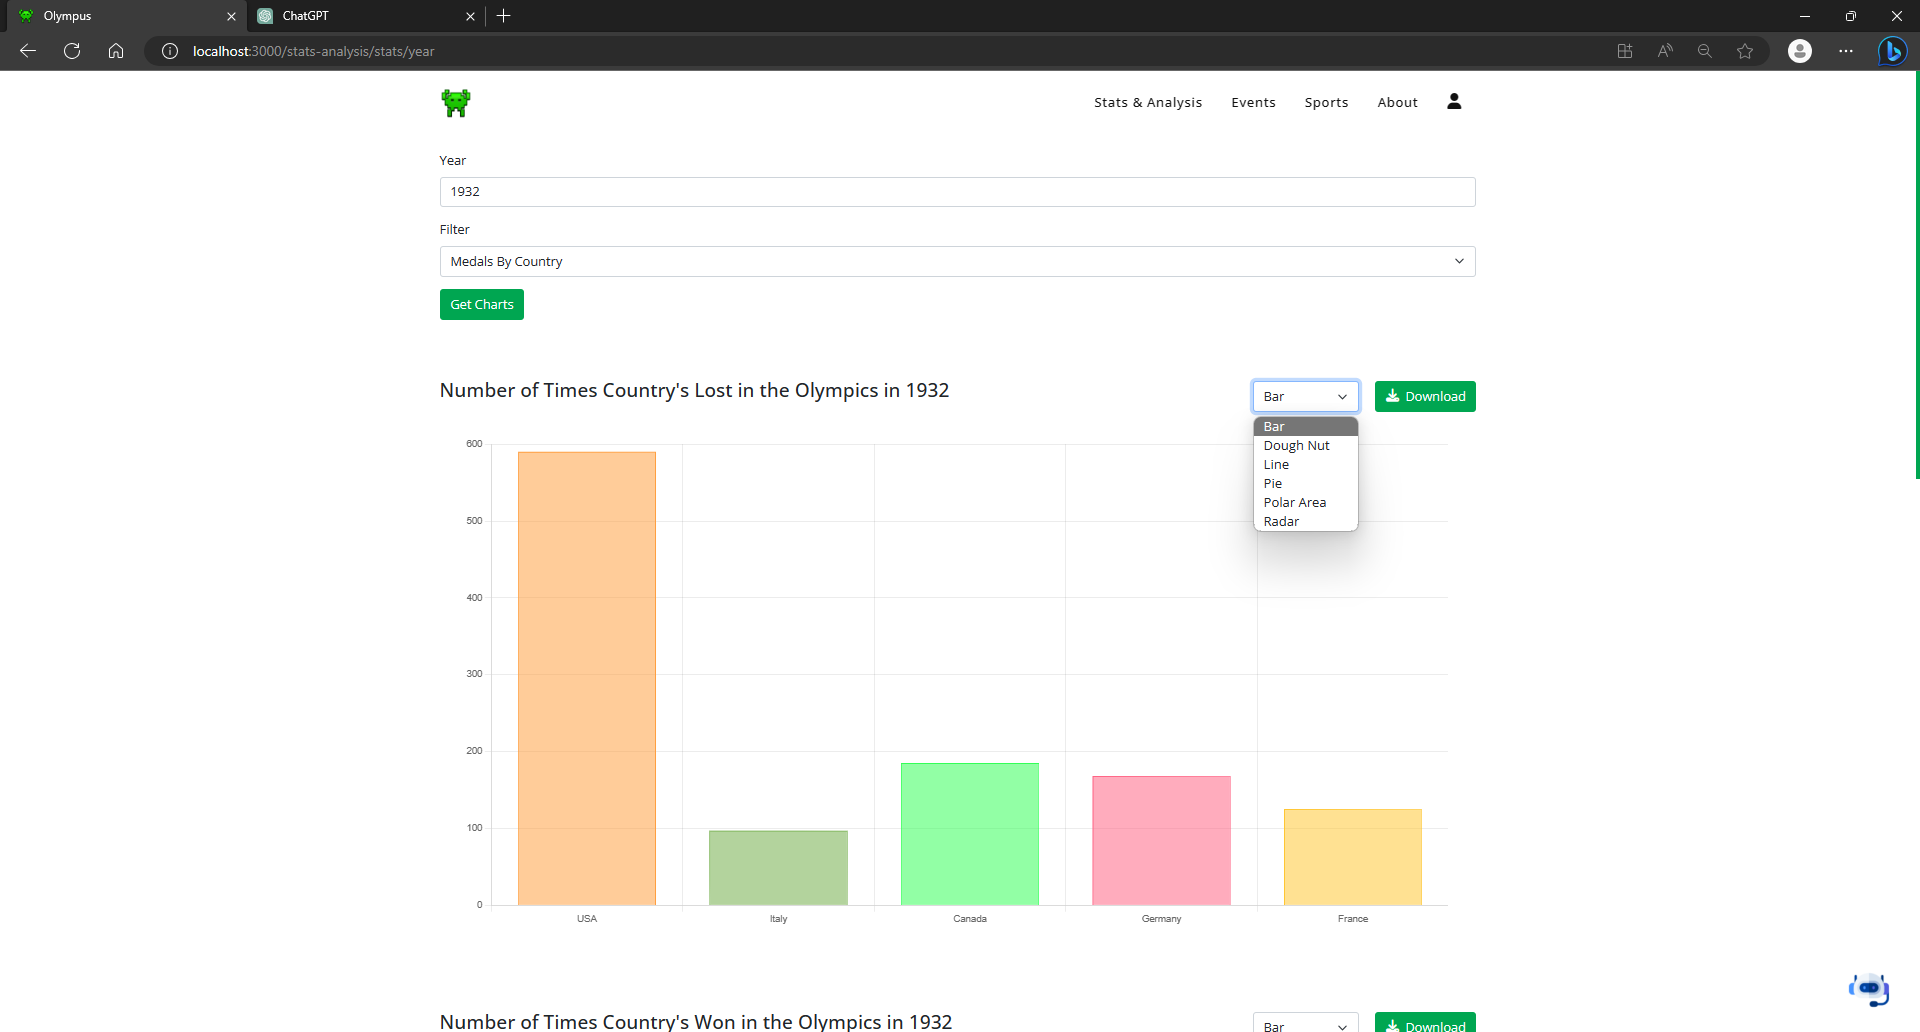 Olympus
ChatGPT
localhost:3000/stats-analysis/stats/year
Stats & Analysis Events Sports About
Year
1932
Filter
Medals By Country
Get Charts
Number of Times Country's Lost in the Olympics in 1932
Bar
Download
Bar
Dough Nut
Line
Pie
Polar Area
Radar
600
500
400
300
200
100
0
USA Italy Canada Germany France
Number of Times Country's Won in the Olympics in 1932
Bar
Download